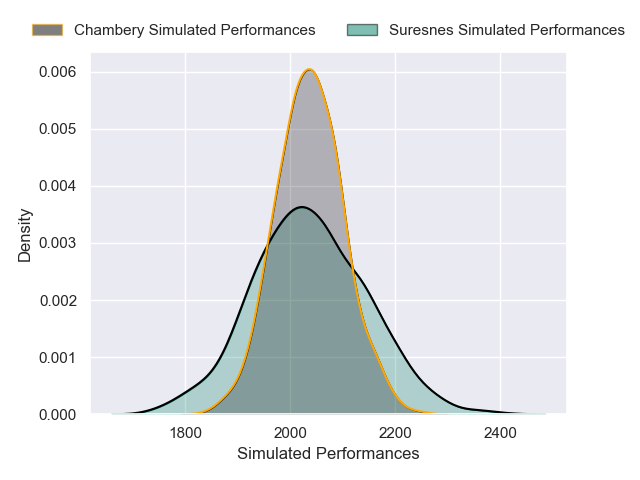 Chambery Simulated Performances
Suresnes Simulated Performances
0.006
0.005
0.004
0.003
0.002
0.001
0.000
Density
1800
2000
2200
2400
Simulated Performances